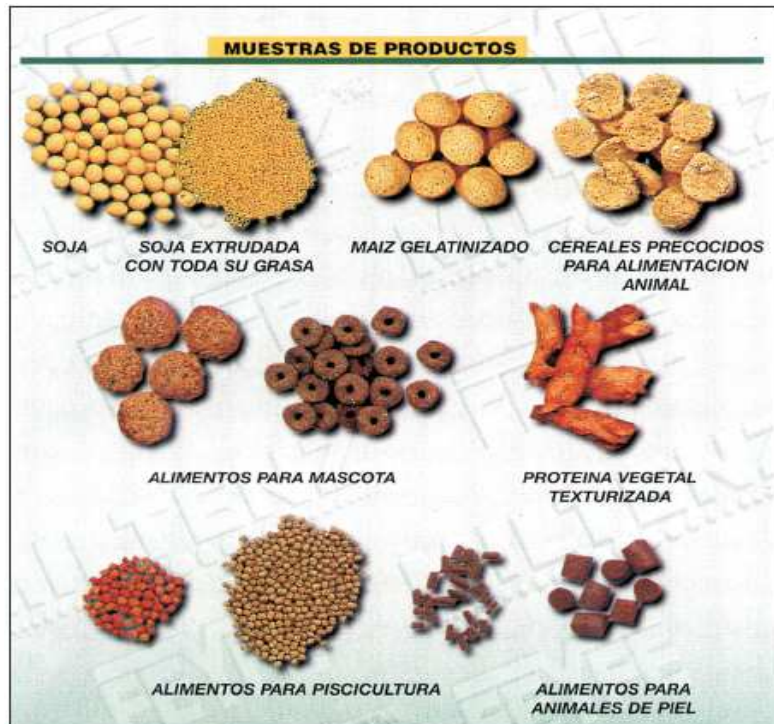 MUESTRAS DE PRODUCTOS
SOJA
SOJA EXTRUDADA
CON TODA SU GRASA
MAIZ GELATINIZADO
CEREALES PRECOCIDOS
PARA ALIMENTACION
ANIMAL
ALIMENTOS PARA MASCOTA
PROTEINA VEGETAL
TEXTURIZADA
ALIMENTOS PARA PISCICULTURA
ALIMENTOS PARA
ANIMALES DE PIEL